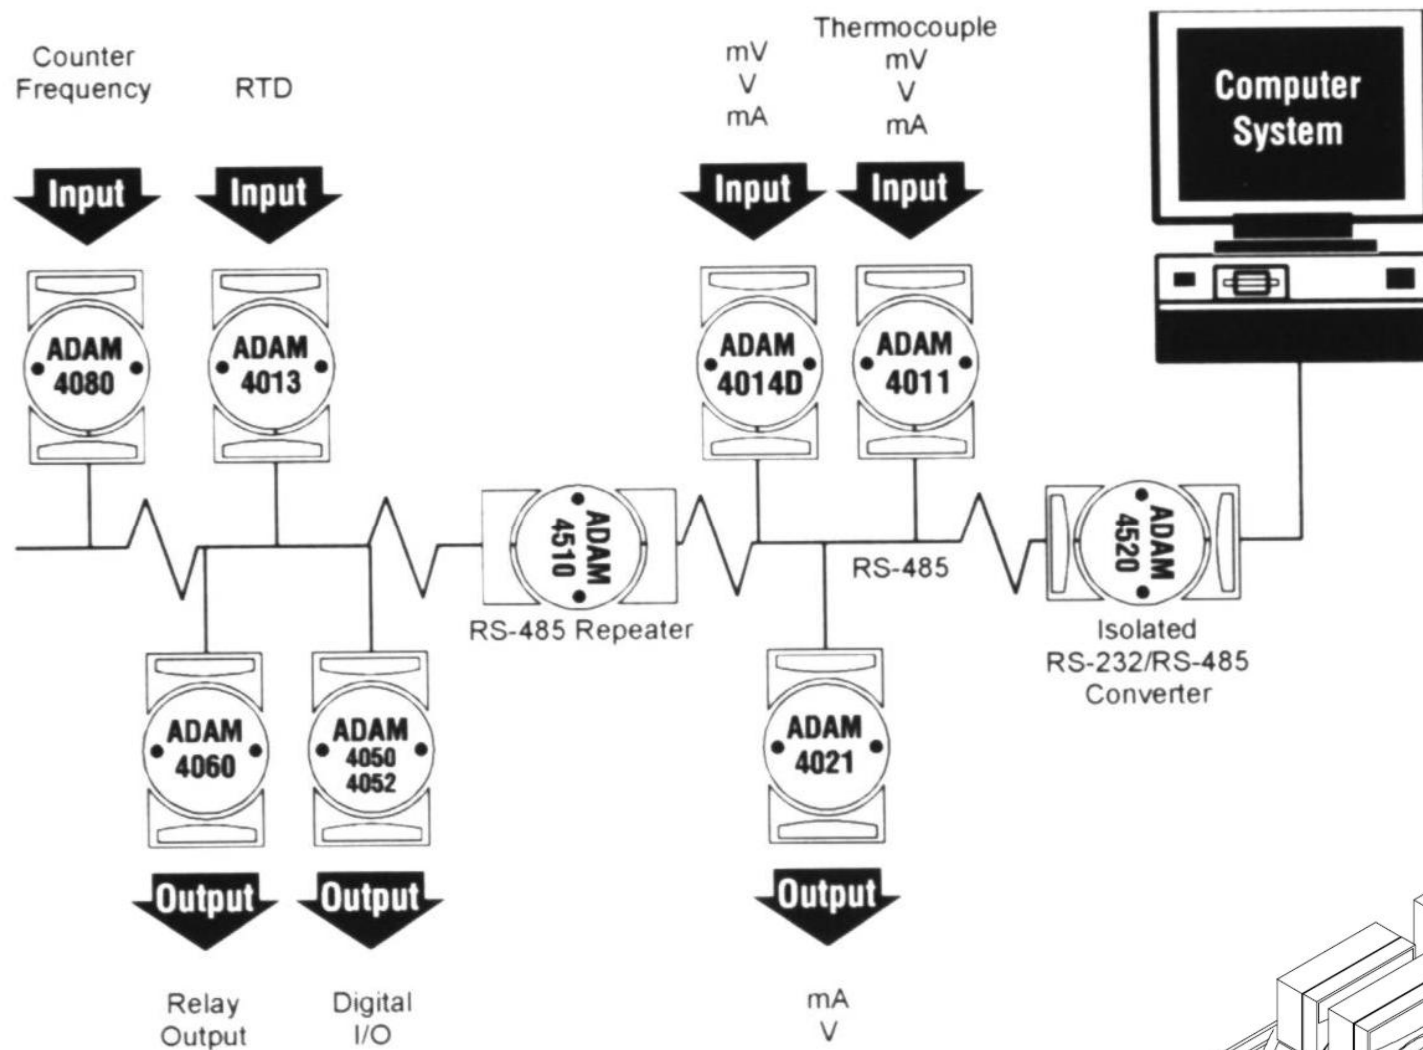 Counter
Frequency
RTD
mV
V
mA
Thermocouple
mV
V
mA
Computer
System
Input
Input
Input
Input
ADAM
4080
ADAM
4013
ADAM
4014D
ADAM
4011
ADAM
4510
RS-485 Repeater
RS-485
ADAM
4520
Isolated
RS-232/RS-485
Converter
ADAM
4060
ADAM
4050
4052
ADAM
4021
Output
Output
Output
Relay
Output
Digital
I/O
mA
V